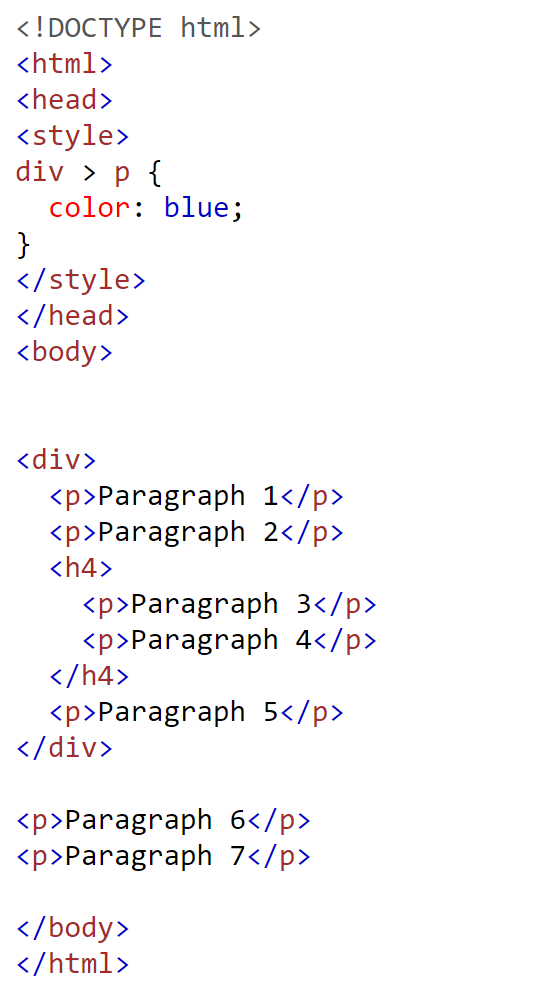 <!DOCTYPE html>
<html>
<head>
<style>
div > p {
  color: blue;
}
</style>
</head>
<body>


<div>
  <p>Paragraph 1</p>
  <p>Paragraph 2</p>
  <h4>
    <p>Paragraph 3</p>
    <p>Paragraph 4</p>
  </h4>
  <p>Paragraph 5</p>
</div>

<p>Paragraph 6</p>
<p>Paragraph 7</p>

</body>
</html>